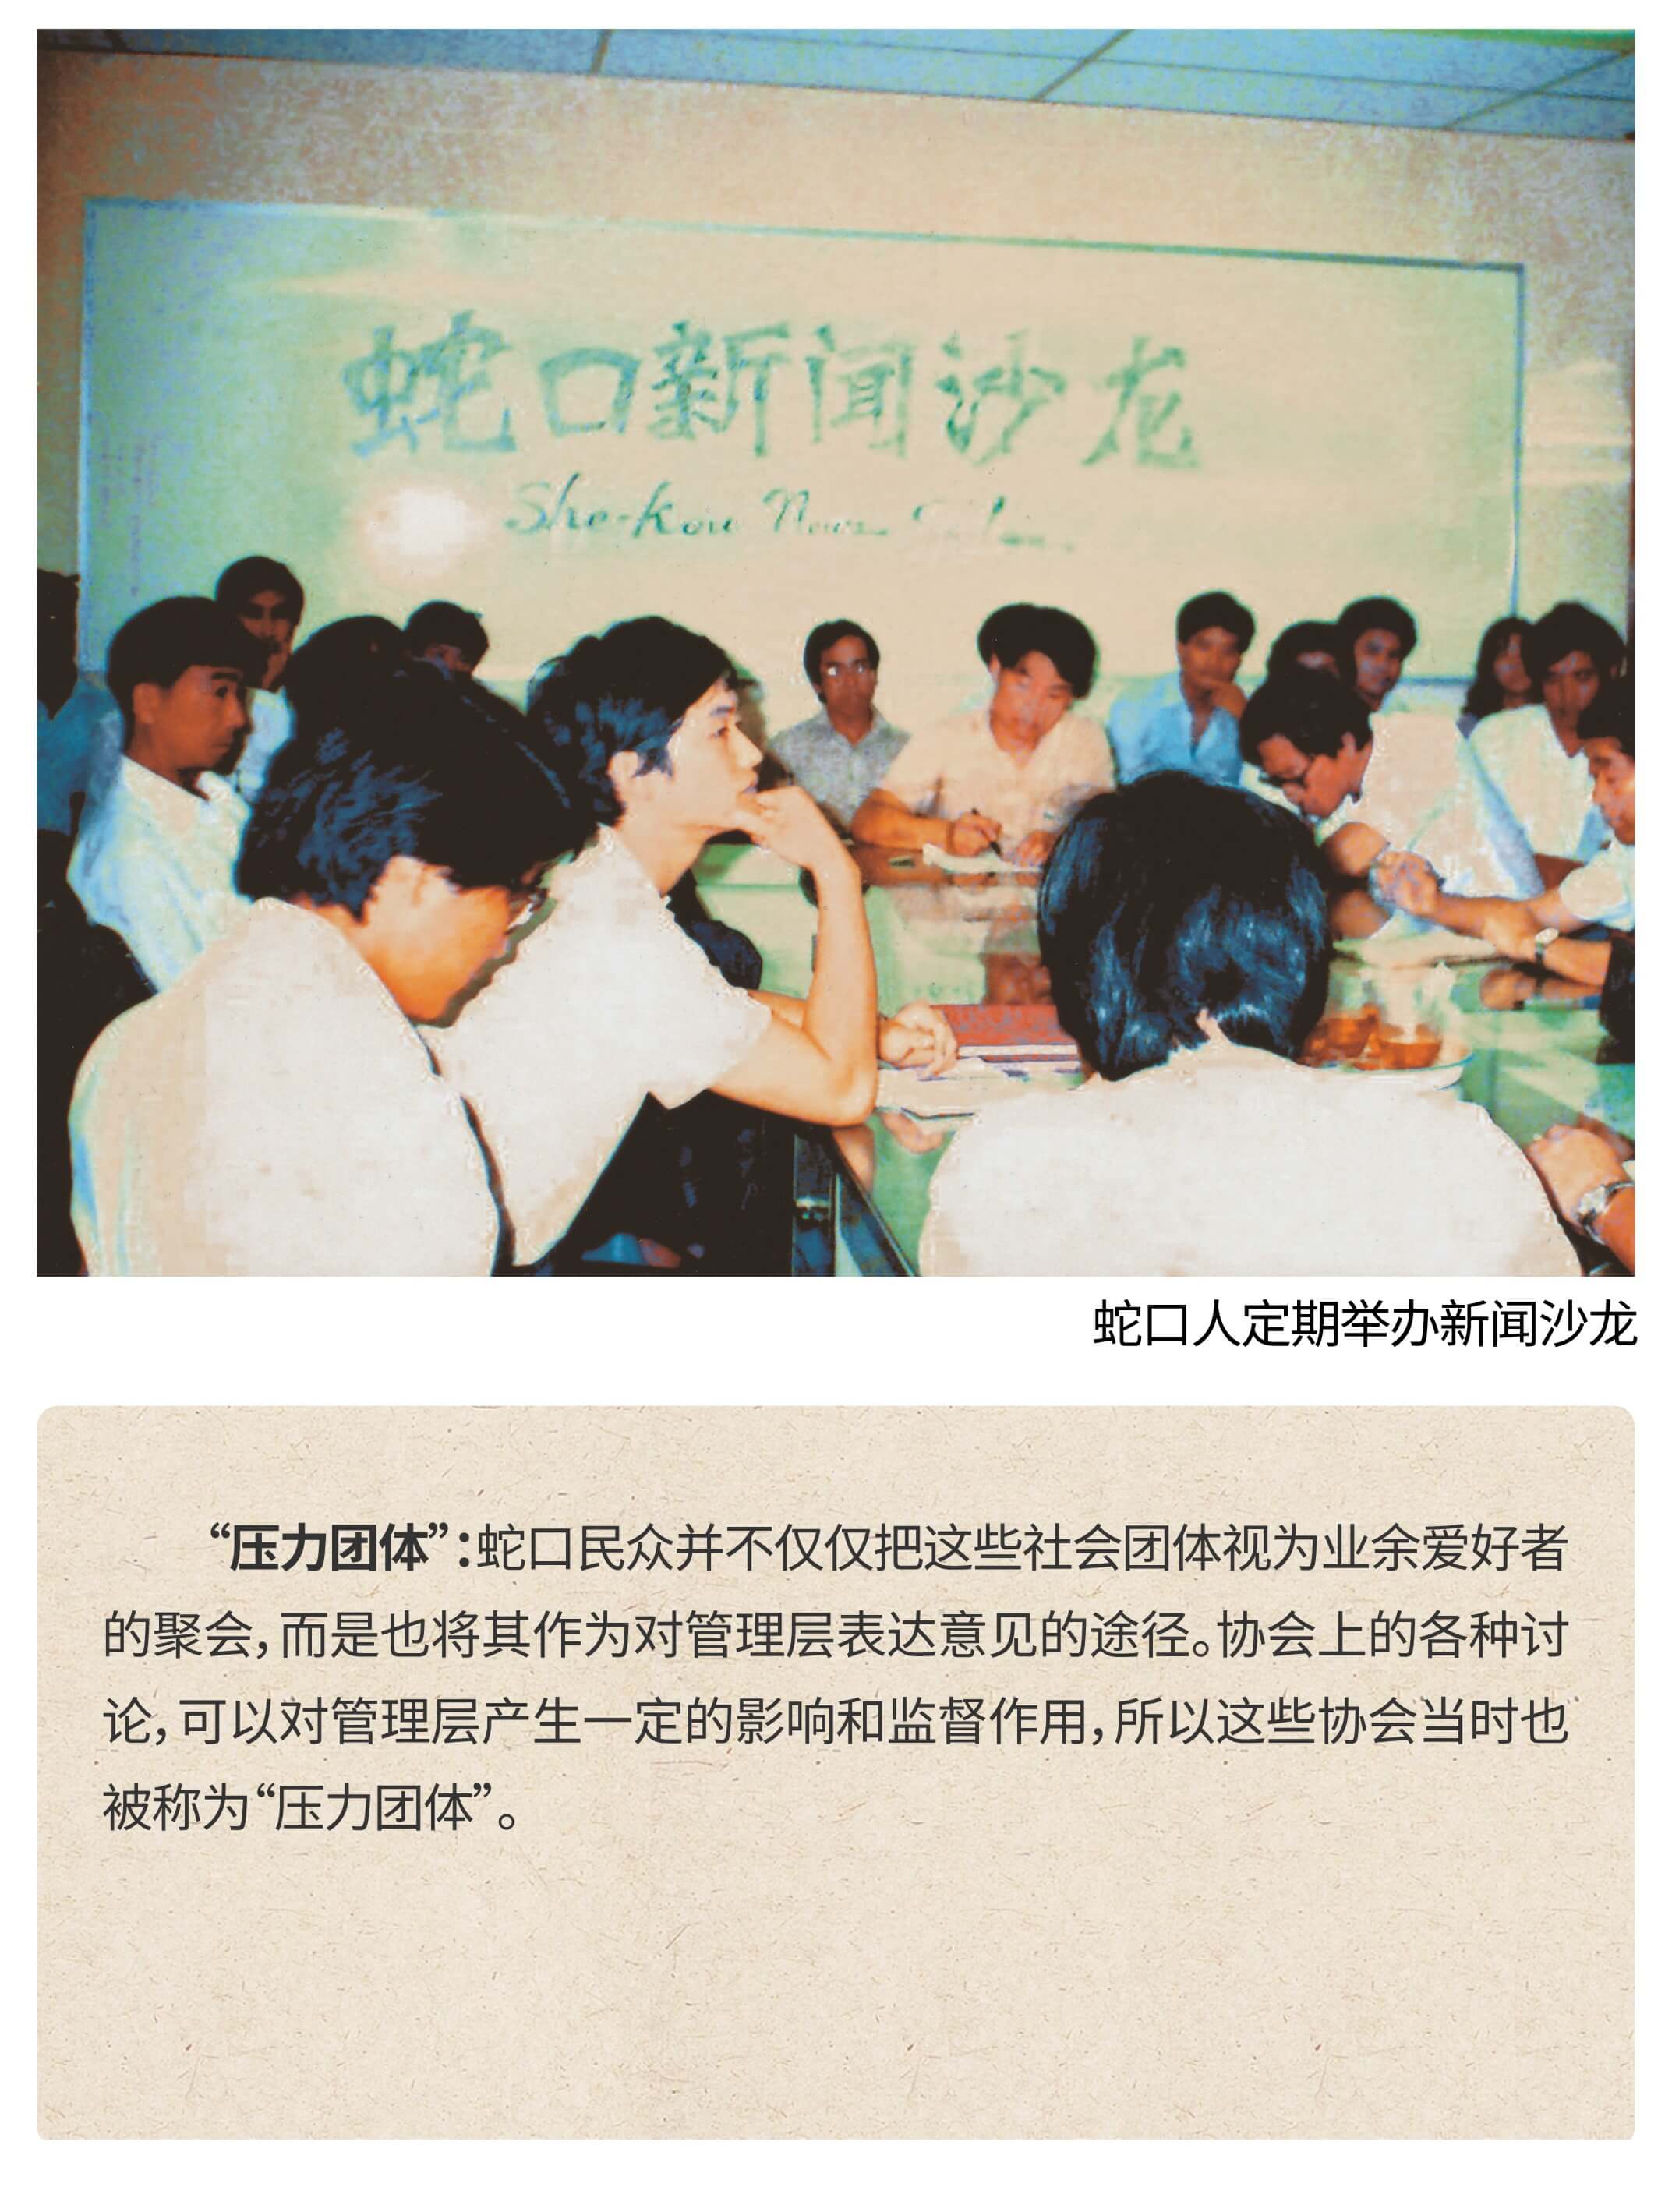 蛇口新闻沙龙
She-Kou News
蛇口人定期举办新闻沙龙
“压力团体”：蛇口民众并不仅仅把这些社会团体视为业余爱好者
的聚会，而是也将其作为对管理层表达意见的途径。协会上的各种讨
论，可以对管理层产生一定的影响和监督作用，所以这些协会当时也
被称为“压力团体”。